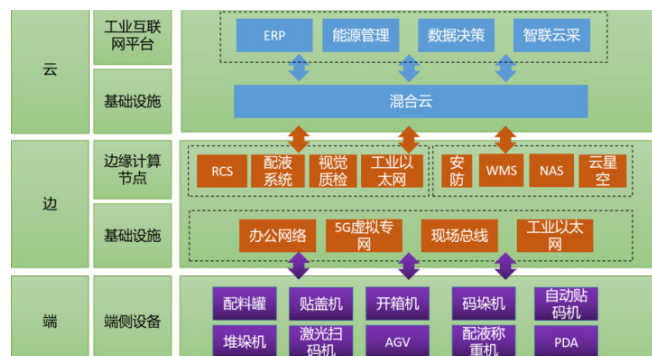 云
工业互联
网平台
ERP
能源管理
数据决策
智联云采
基础设施
混合云
边
边缘计算
节点
RCS
配液
系统
视觉
质检
工业以
太网
安
防
WMS
NAS
云星
空
基础设施
办公网络
5G虚拟专
网
现场总线
工业以太
网
端
端侧设备
配料罐
贴盖机
开箱机
码垛机
自动贴
码机
堆垛机
激光扫
码机
AGV
配液称
重机
PDA